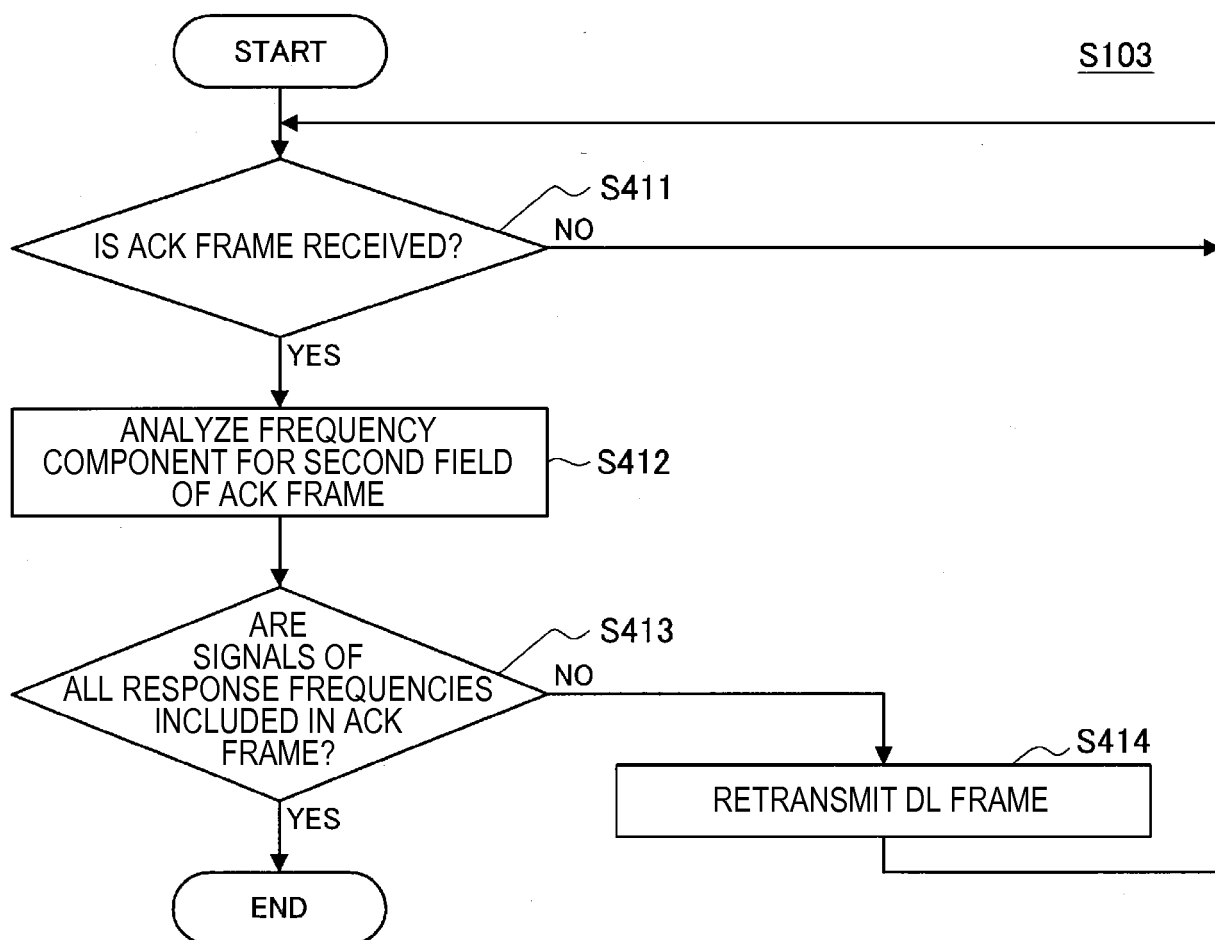 START
S103
S411
IS ACK FRAME RECEIVED?
NO
YES
ANALYZE FREQUENCY
COMPONENT FOR SECOND FIELD
OF ACK FRAME
S412
ARE
SIGNALS OF
ALL RESPONSE FREQUENCIES
INCLUDED IN ACK
FRAME?
S413
NO
S414
RETRANSMIT DL FRAME
YES
END